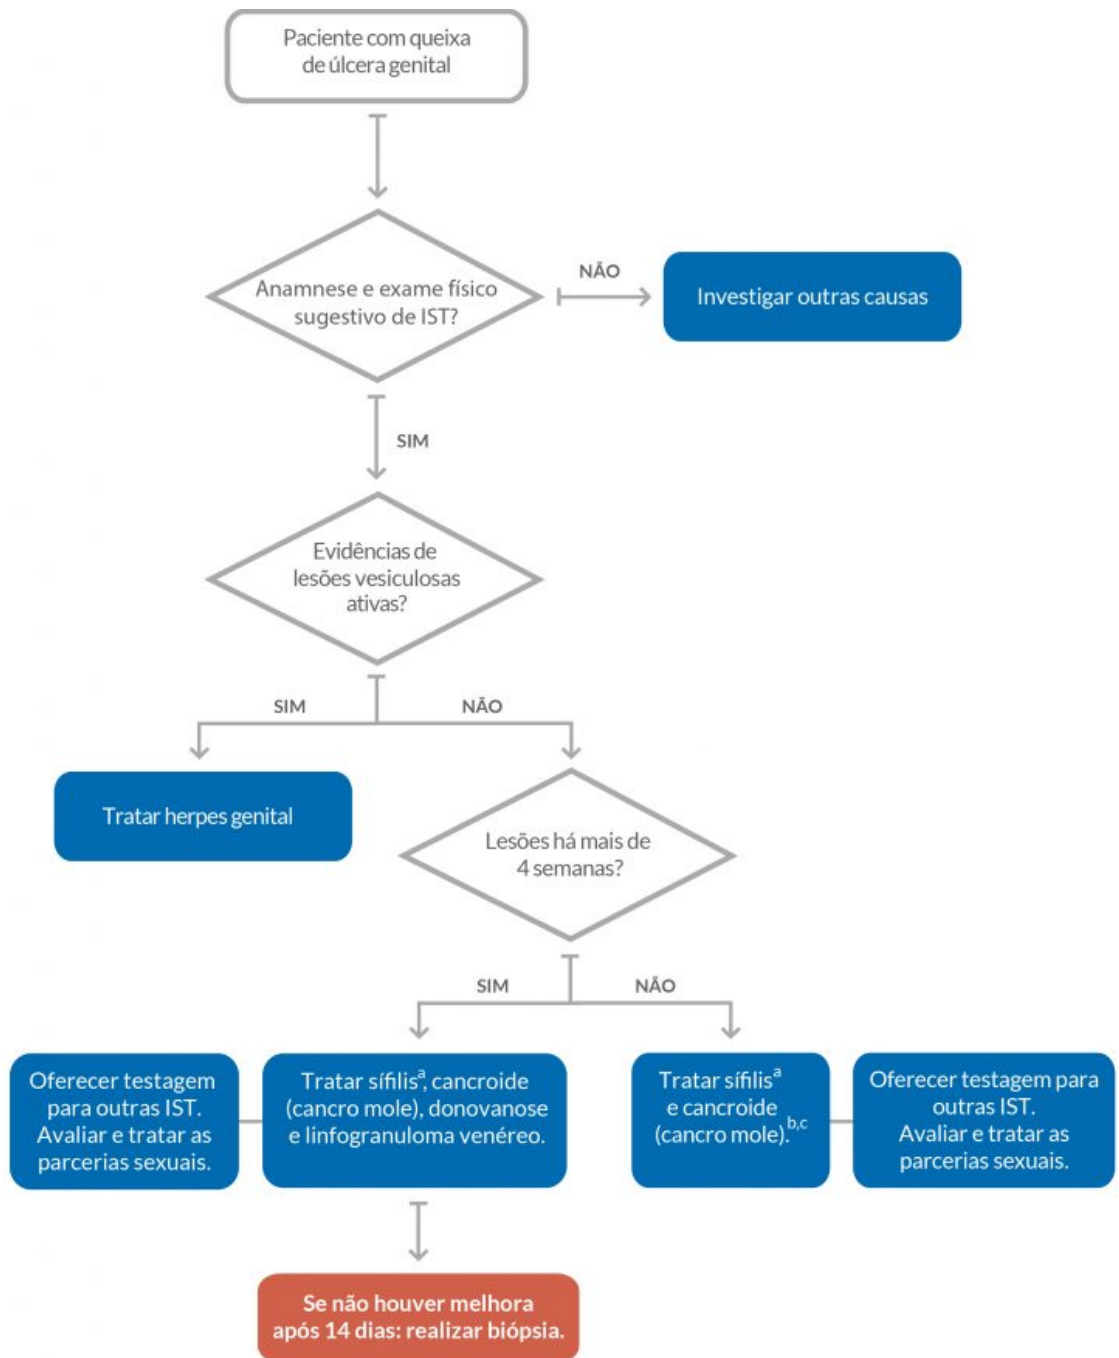 Paciente com queixa
de úlcera genital
Anamnese e exame físico
sugestivo de IST?
NÃO
Investigar outras causas
SIM
Evidências de
lesões vesiculosas
ativas?
SIM
NÃO
Tratar herpes genital
Lesões há mais de
4 semanas?
SIM
NÃO
Oferecer testagem
para outras IST.
Avaliar e tratar as
parcerias sexuais.
Tratar sífilisᵃ, cancroide
(cancro mole), donovanose
e linfogranuloma venéreo.
Tratar sífilisᵃ
e cancroide
(cancro mole).ᵇ,ᶜ
Oferecer testagem para
outras IST.
Avaliar e tratar as
parcerias sexuais.
Se não houver melhora
após 14 dias: realizar biópsia.